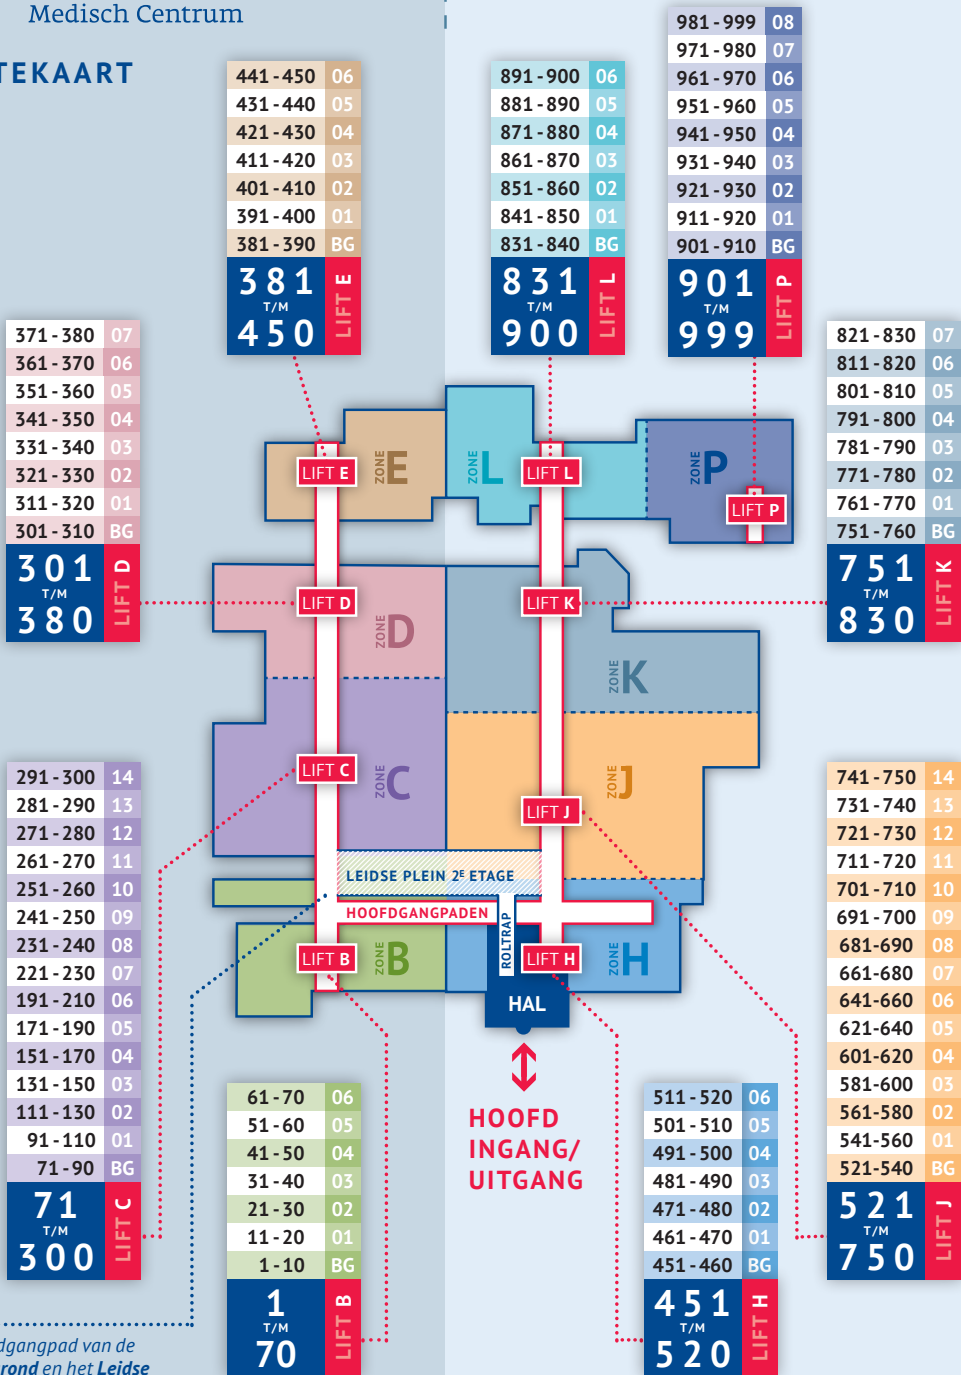 Medisch Centrum
TEKAART
441-450 06
431-440 05
421-430 04
411-420 03
401-410 02
391-400 01
381-390 BG
381
T/M
450
LIFT E
891-900 06
881-890 05
871-880 04
861-870 03
851-860 02
841-850 01
831-840 BG
831
T/M
900
LIFT L
981-999 08
971-980 07
961-970 06
951-960 05
941-950 04
931-940 03
921-930 02
911-920 01
901-910 BG
901
T/M
999
LIFT P
371-380 07
361-370 06
351-360 05
341-350 04
331-340 03
321-330 02
311-320 01
301-310 BG
301
T/M
380
LIFT D
821-830 07
811-820 06
801-810 05
791-800 04
781-790 03
771-780 02
761-770 01
751-760 BG
751
T/M
830
LIFT K
LIFT E
ZONE E
ZONE L
LIFT L
ZONE P
LIFT P
LIFT D
ZONE D
LIFT K
ZONE K
LIFT C
ZONE C
LIFT J
ZONE J
LEIDSE PLEIN 2E ETAGE
HOOFDGANGPADEN
ROLTRAP
LIFT B
ZONE B
LIFT H
ZONE H
HAL
HOOFD
INGANG/
UITGANG
291-300 14
281-290 13
271-280 12
261-270 11
251-260 10
241-250 09
231-240 08
221-230 07
191-210 06
171-190 05
151-170 04
131-150 03
111-130 02
91-110 01
71-90 BG
71
T/M
300
LIFT C
741-750 14
731-740 13
721-730 12
711-720 11
701-710 10
691-700 09
681-690 08
661-680 07
641-660 06
621-640 05
601-620 04
581-600 03
561-580 02
541-560 01
521-540 BG
521
T/M
750
LIFT J
61-70 06
51-60 05
41-50 04
31-40 03
21-30 02
11-20 01
1-10 BG
1
T/M
70
LIFT B
511-520 06
501-510 05
491-500 04
481-490 03
471-480 02
461-470 01
451-460 BG
451
T/M
520
LIFT H
dgangpad van de
rond en het Leidse